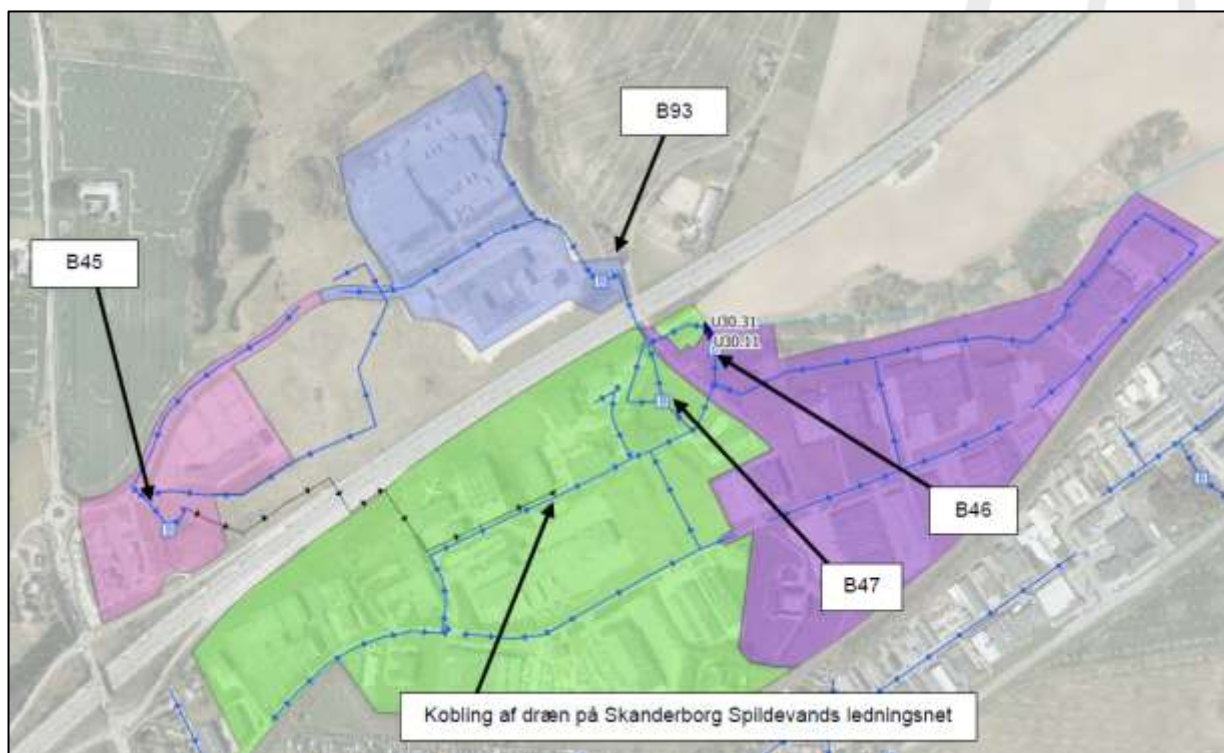 B93
B45
U30.31
U30.11
B46
B47
Kobling af dræn på Skanderborg Spildevands ledningsnet